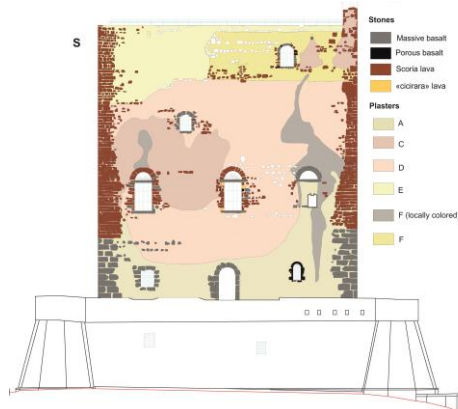 S
Stones
Massive basalt
Porous basalt
Scoria lava
«cicirara» lava
Plasters
A
C
D
E
F (locally colored)
F